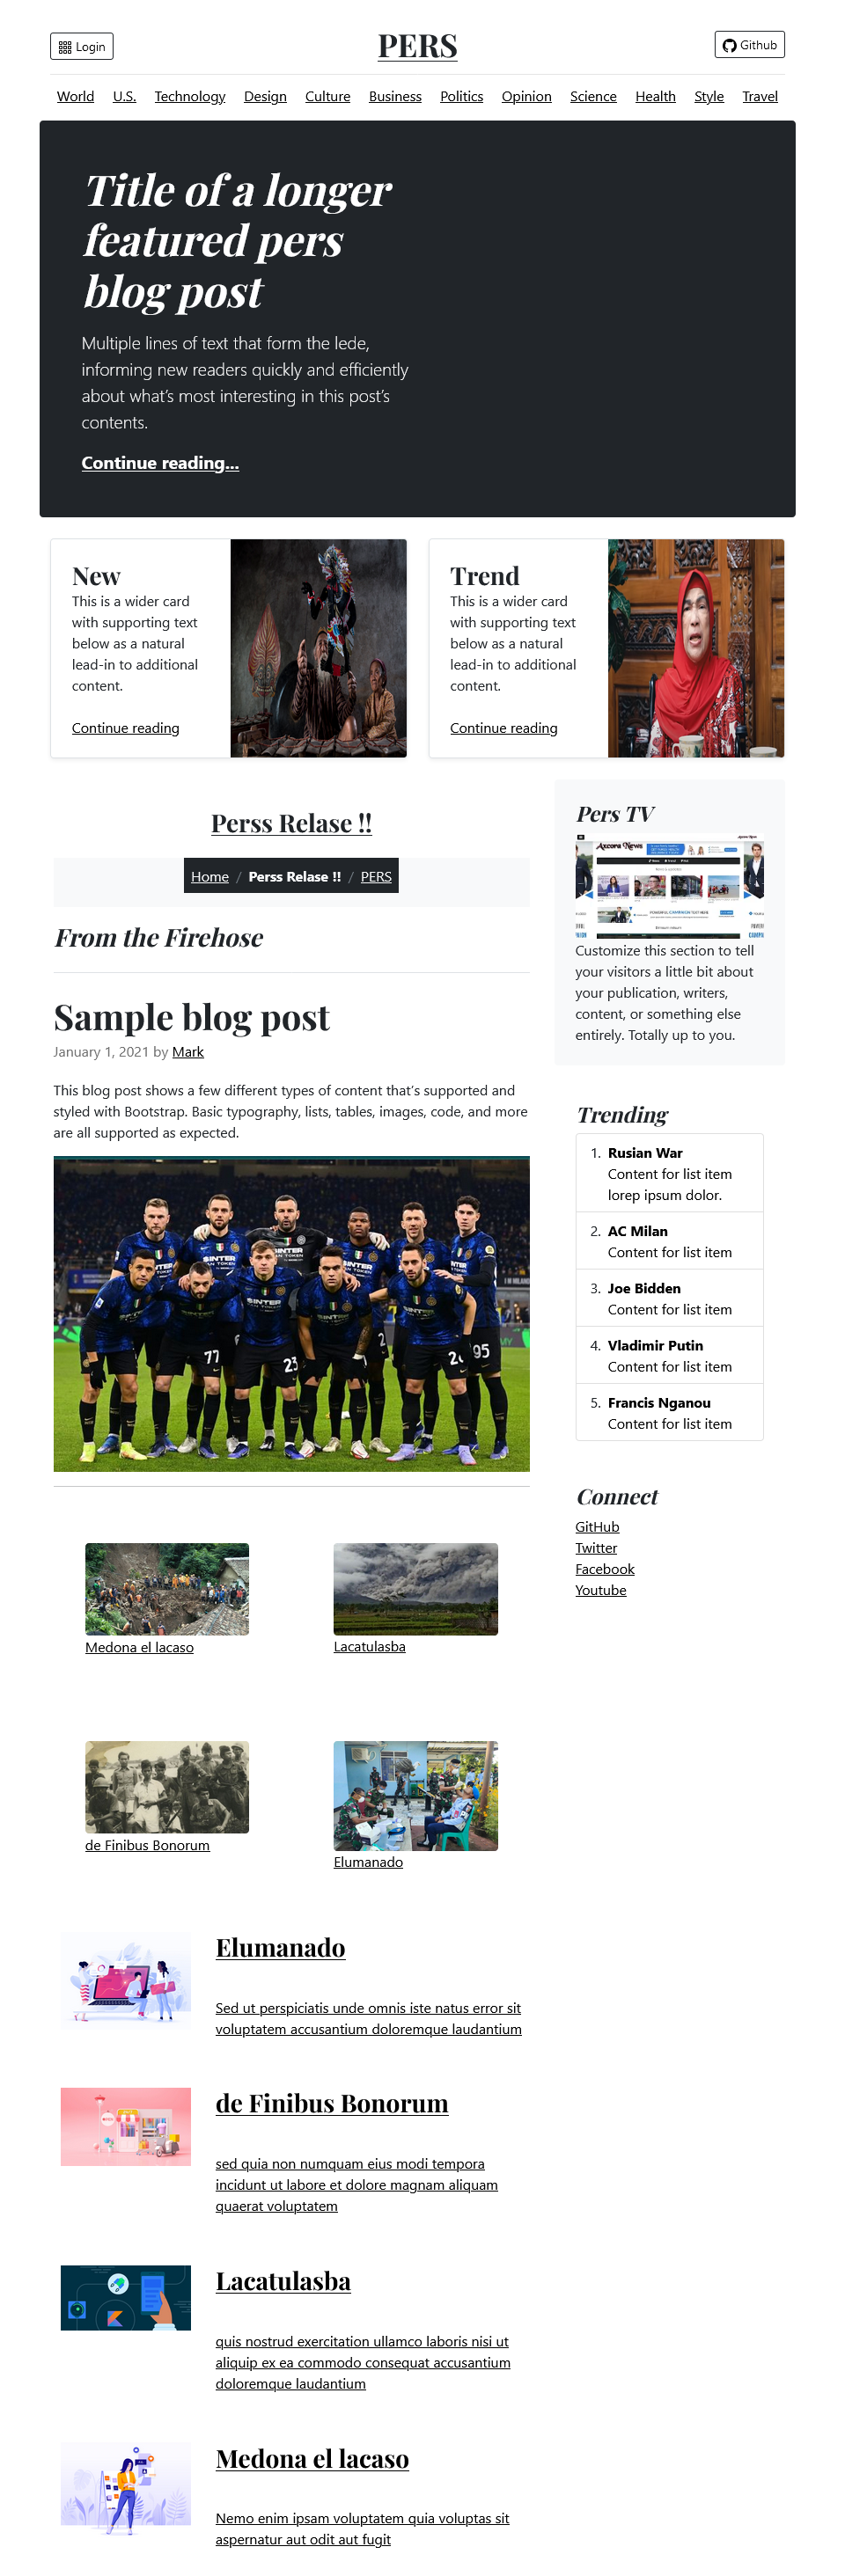 Login
PERS
Github
World U.S. Technology Design Culture Business Politics Opinion Science Health Style Travel
Title of a longer
featured pers
blog post
Multiple lines of text that form the lede,
informing new readers quickly and efficiently
about what's most interesting in this post's
contents.
Continue reading...
New
This is a wider card
with supporting text
below as a natural
lead-in to additional
content.
Continue reading
Trend
This is a wider card
with supporting text
below as a natural
lead-in to additional
content.
Continue reading
Perss Relase !!
Home / Perss Relase !! / PERS
From the Firehose
Sample blog post
January 1, 2021 by Mark
This blog post shows a few different types of content that's supported and
styled with Bootstrap. Basic typography, lists, tables, images, code, and more
are all supported as expected.
77
23
95
Medona el lacaso
Lacatulasba
de Finibus Bonorum
Elumanado
Elumanado
Sed ut perspiciatis unde omnis iste natus error sit
voluptatem accusantium doloremque laudantium
de Finibus Bonorum
sed quia non numquam eius modi tempora
incidunt ut labore et dolore magnam aliquam
quaerat voluptatem
Lacatulasba
quis nostrud exercitation ullamco laboris nisi ut
aliquip ex ea commodo consequat accusantium
doloremque laudantium
Medona el lacaso
Nemo enim ipsam voluptatem quia voluptas sit
aspernatur aut odit aut fugit
Pers TV
Axcora News
Customize this section to tell
your visitors a little bit about
your publication, writers,
content, or something else
entirely. Totally up to you.
Trending
1. Rusian War
Content for list item
lorep ipsum dolor.
2. AC Milan
Content for list item
3. Joe Bidden
Content for list item
4. Vladimir Putin
Content for list item
5. Francis Nganou
Content for list item
Connect
GitHub
Twitter
Facebook
Youtube